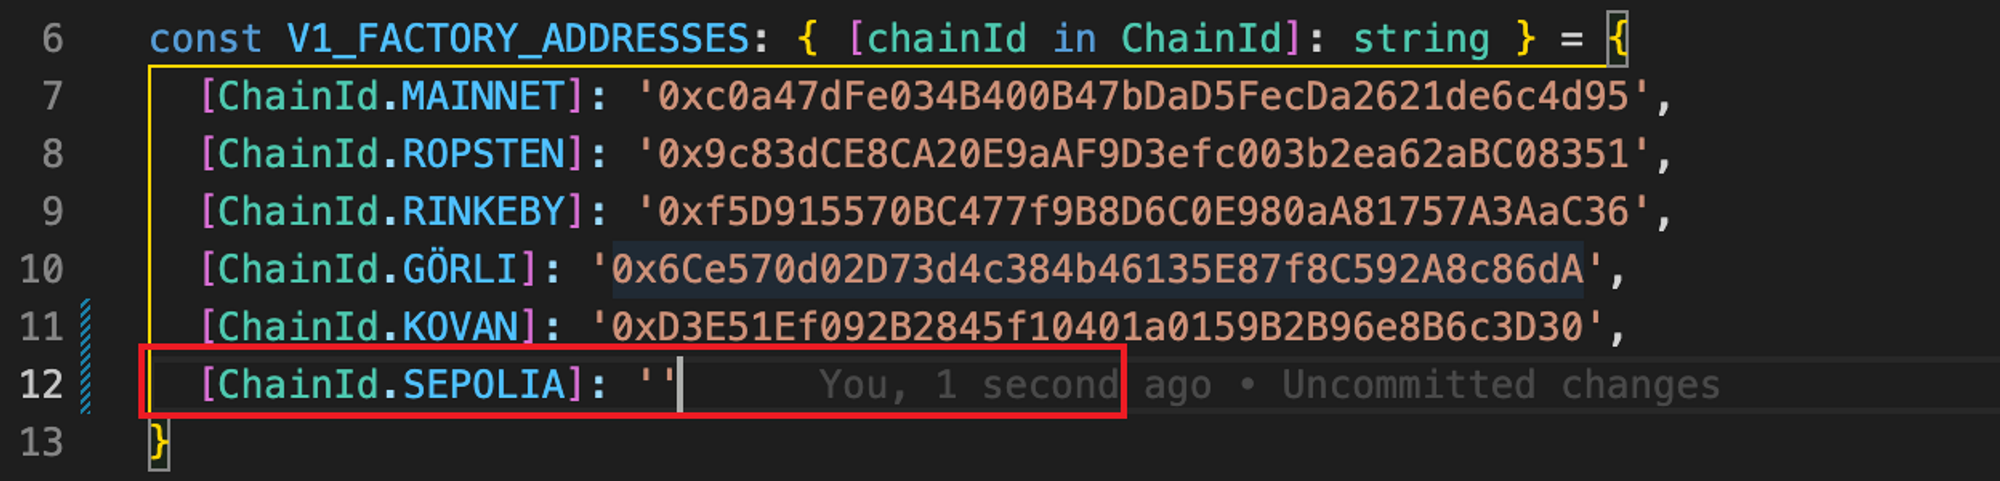 6 const V1_FACTORY_ADDRESSES: { [chainId in ChainId]: string } = {
7 [ChainId.MAINNET]: '0xc0a47dFe034B400B47bDaD5FecDa2621de6c4d95',
8 [ChainId.ROPSTEN]: '0x9c83dCE8CA20E9aAF9D3efc003b2ea62aBC08351',
9 [ChainId.RINKEBY]: '0xf5D915570BC477f9B8D6C0E980aA81757A3AaC36',
10 [ChainId.GÖRLI]: '0x6Ce570d02D73d4c384b46135E87f8C592A8c86dA',
11 [ChainId.KOVAN]: '0xD3E51Ef092B2845f10401a0159B2B96e8B6c3D30',
12 [ChainId.SEPOLIA]: '' You, 1 second ago • Uncommitted changes
13 }